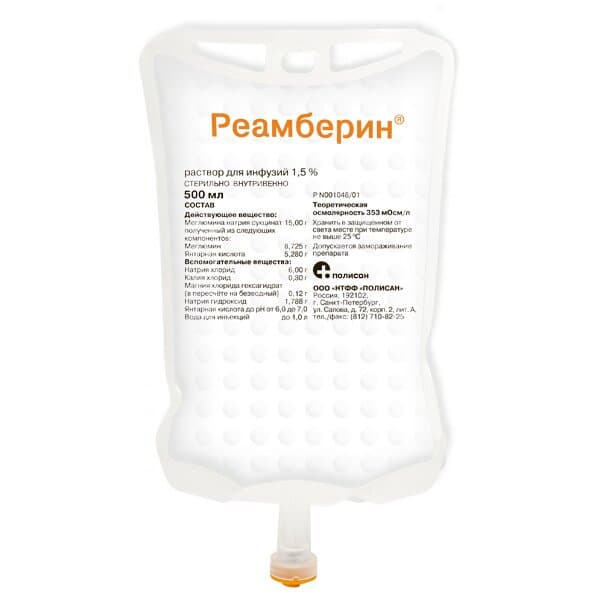 Реамберин®
раствор для инфузий 1,5 %
СТЕРИЛЬНО ВНУТРИВЕННО
500 мл
СОСТАВ
Действующее вещество:
Меглюмина натрия сукцинат 15,00 г
полученный из следующих
компонентов:
Меглюмин 8,725 г
Янтарная кислота 5,280 г
Вспомогательные вещества:
Натрия хлорид 6,00 г
Калия хлорид 0,30 г
Магния хлорида гексагидрат
(в пересчёте на безводный) 0,12 г
Натрия гидроксид 1,788 г
Янтарная кислота до pH от 6,0 до 7,0
Вода для инъекций до 1,0 л
Р N001048/01
Теоретическая
осмолярность 353 мОсм/л
Хранить в защищенном от
света месте при температуре
не выше 25 °С
Допускается замораживание
препарата
ПОЛИСАН
ООО «НТФФ «ПОЛИСАН»
Россия, 192102,
г. Санкт-Петербург,
ул. Салова, д. 72, корп. 2, лит. А,
тел./факс: (812) 710-82-25